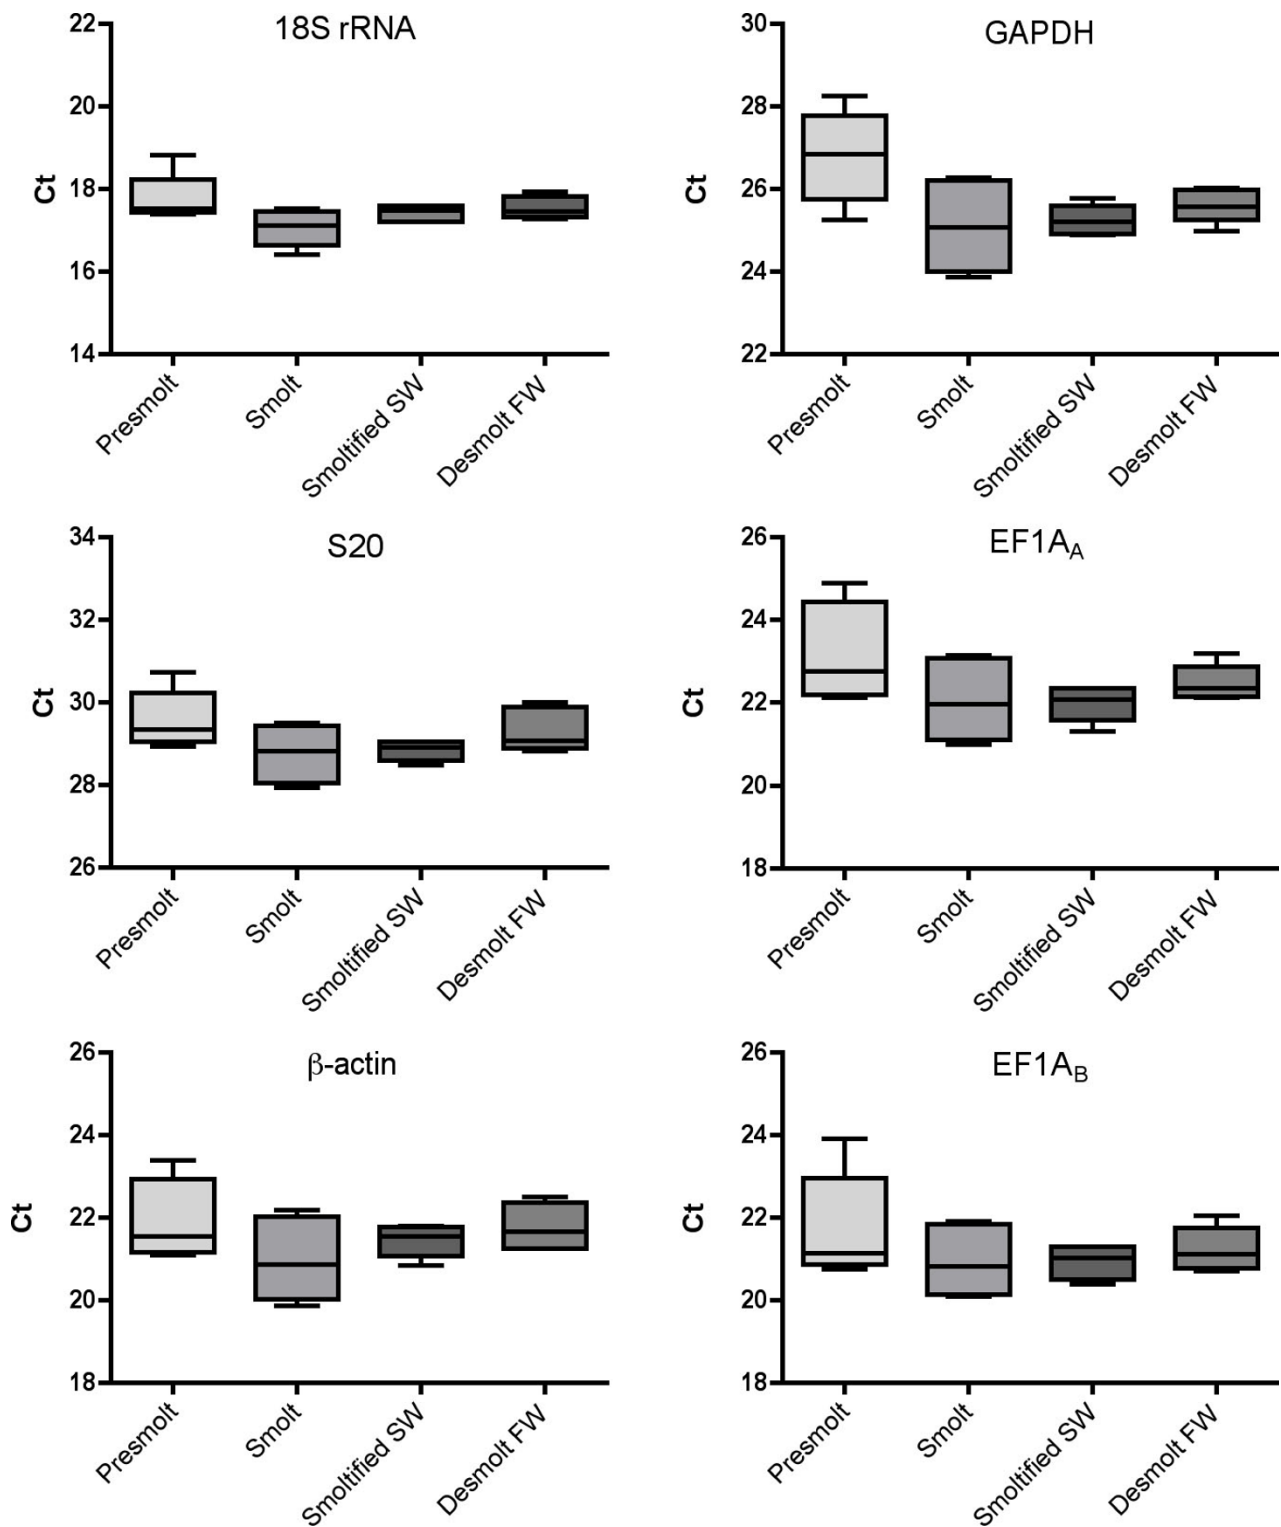 18S rRNA
22
20
18
16
14
Ct
Presmolt
Smolt
Smoltified SW
Desmolt FW
GAPDH
30
28
26
24
22
Ct
Presmolt
Smolt
Smoltified SW
Desmolt FW
S20
34
32
30
28
26
Ct
Presmolt
Smolt
Smoltified SW
Desmolt FW
EF1A_A
26
24
22
20
18
Ct
Presmolt
Smolt
Smoltified SW
Desmolt FW
β-actin
26
24
22
20
18
Ct
Presmolt
Smolt
Smoltified SW
Desmolt FW
EF1A_B
26
24
22
20
18
Ct
Presmolt
Smolt
Smoltified SW
Desmolt FW